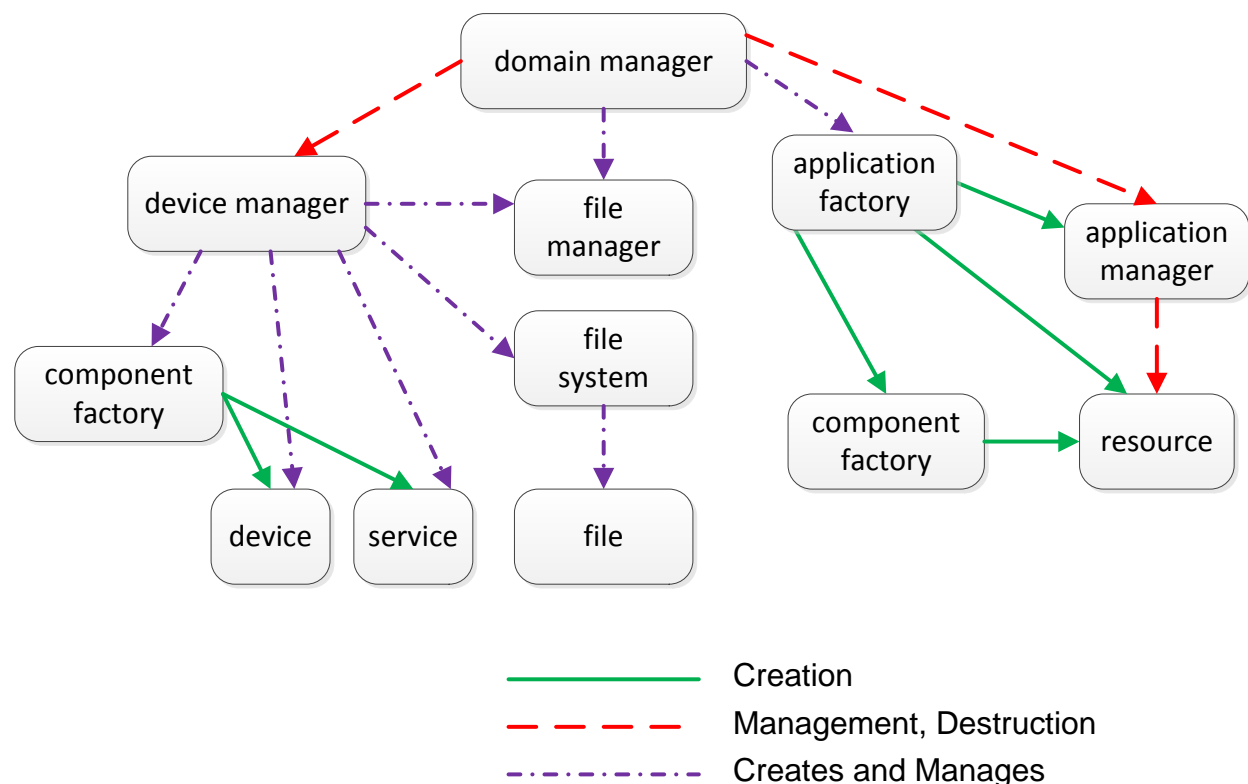 domain manager
application
factory
device manager
file
manager
application
manager
file
system
component
factory
component
factory
resource
device
service
file
Creation
Management, Destruction
Creates and Manages